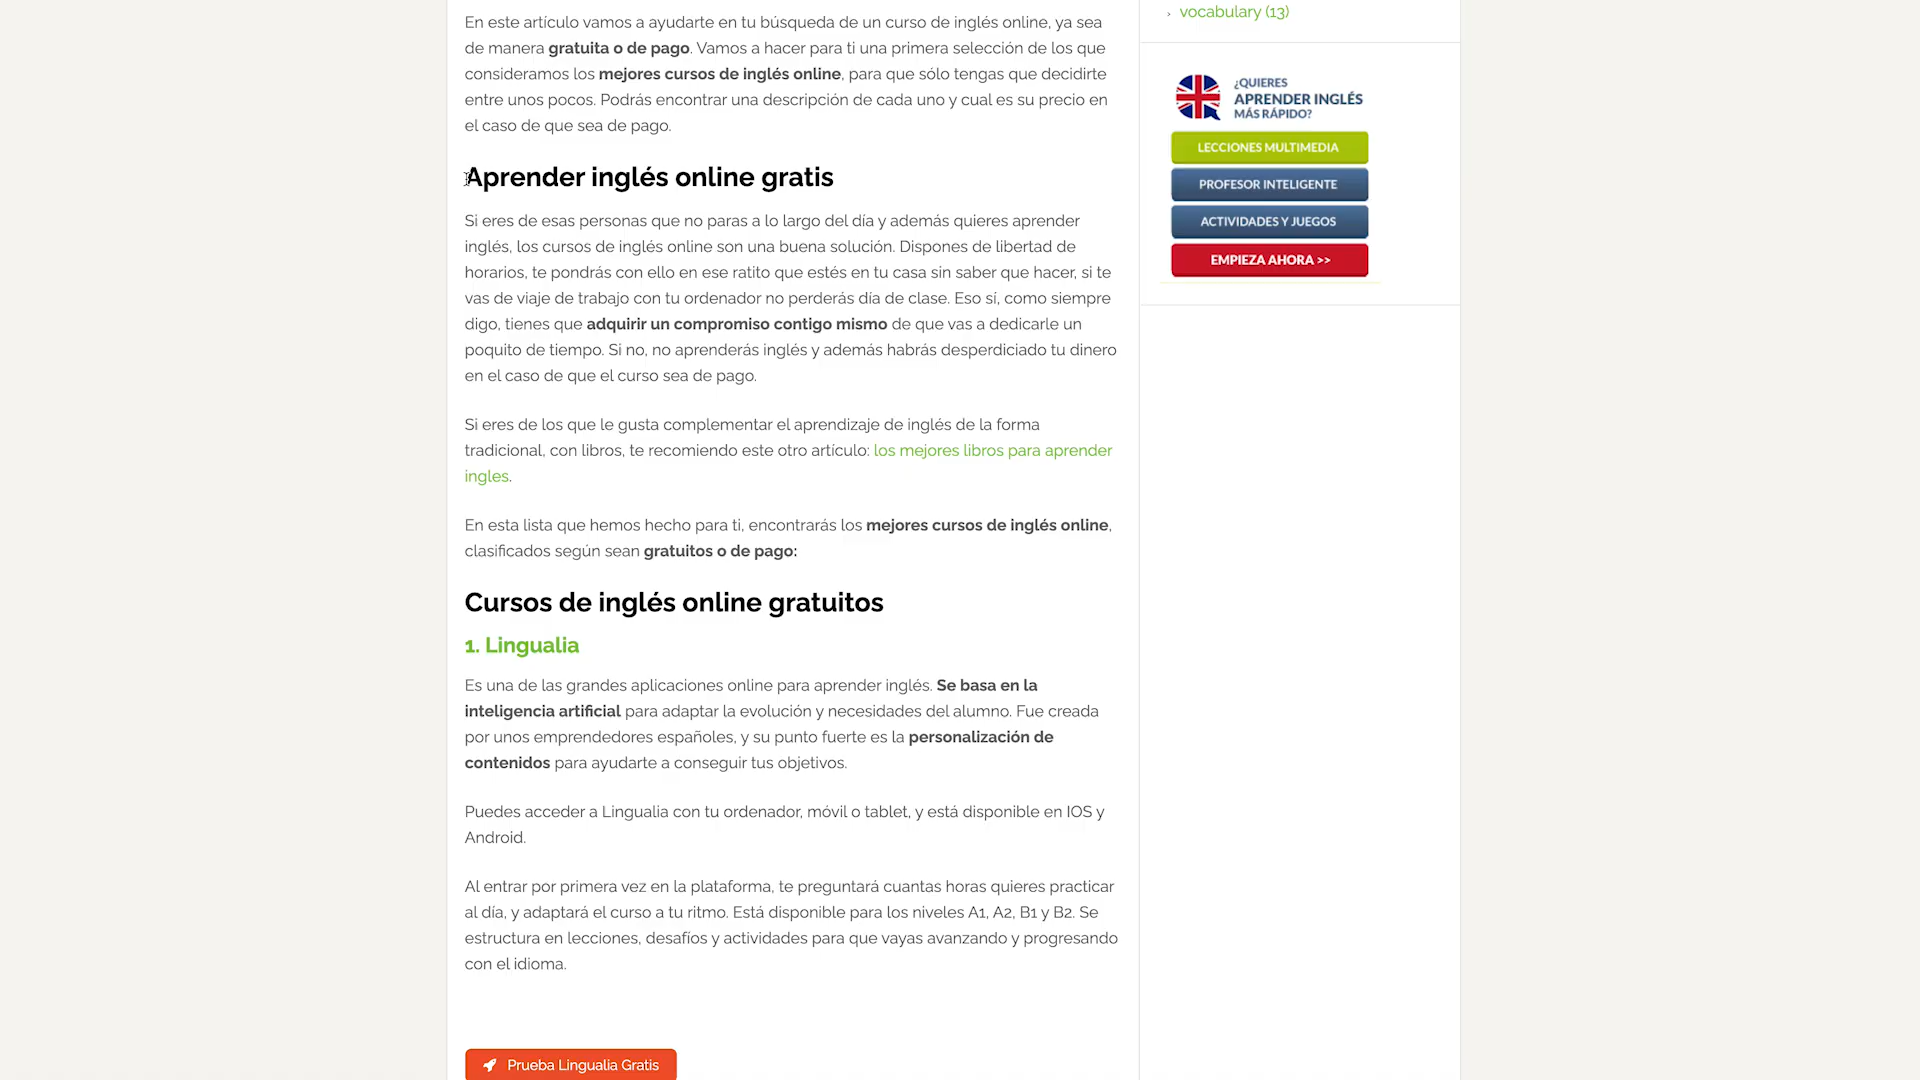 En este artículo vamos a ayudarte en tu búsqueda de un curso de inglés online, ya sea
de manera gratuita o de pago. Vamos a hacer para ti una primera selección de los que
consideramos los mejores cursos de inglés online, para que sólo tengas que decidirte
entre unos pocos. Podrás encontrar una descripción de cada uno y cual es su precio en
el caso de que sea de pago.
Aprender inglés online gratis
Si eres de esas personas que no paras a lo largo del día y además quieres aprender
inglés, los cursos de inglés online son una buena solución. Dispones de libertad de
horarios, te pondrás con ello en ese ratito que estés en tu casa sin saber que hacer, si te
vas de viaje de trabajo con tu ordenador no perderás día de clase. Eso sí, como siempre
digo, tienes que adquirir un compromiso contigo mismo de que vas a dedicarle un
poquito de tiempo. Si no, no aprenderás inglés y además habrás desperdiciado tu dinero
en el caso de que el curso sea de pago.
Si eres de los que le gusta complementar el aprendizaje de inglés de la forma
tradicional, con libros, te recomiendo este otro artículo: los mejores libros para aprender
ingles.
En esta lista que hemos hecho para ti, encontrarás los mejores cursos de inglés online,
clasificados según sean gratuitos o de pago:
Cursos de inglés online gratuitos
1. Lingualia
Es una de las grandes aplicaciones online para aprender inglés. Se basa en la
inteligencia artificial para adaptar la evolución y necesidades del alumno. Fue creada
por unos emprendedores españoles, y su punto fuerte es la personalización de
contenidos para ayudarte a conseguir tus objetivos.
Puedes acceder a Lingualia con tu ordenador, móvil o tablet, y está disponible en IOS y
Android.
Al entrar por primera vez en la plataforma, te preguntará cuantas horas quieres practicar
al día, y adaptará el curso a tu ritmo. Está disponible para los niveles A1, A2, B1 y B2. Se
estructura en lecciones, desafíos y actividades para que vayas avanzando y progresando
con el idioma.
Prueba Lingualia Gratis
› vocabulary (13)
¿QUIERES
APRENDER INGLÉS
MÁS RÁPIDO?
LECCIONES MULTIMEDIA
PROFESOR INTELIGENTE
ACTIVIDADES Y JUEGOS
EMPIEZA AHORA >>